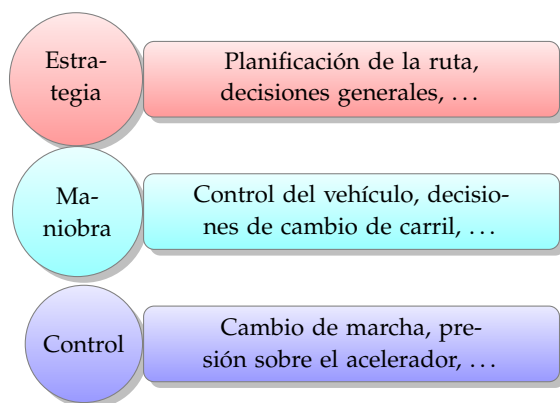 Estra-
tegia
Planificación de la ruta,
decisiones generales, ...
Ma-
niobra
Control del vehículo, decisio-
nes de cambio de carril, ...
Control
Cambio de marcha, pre-
sión sobre el acelerador, ...